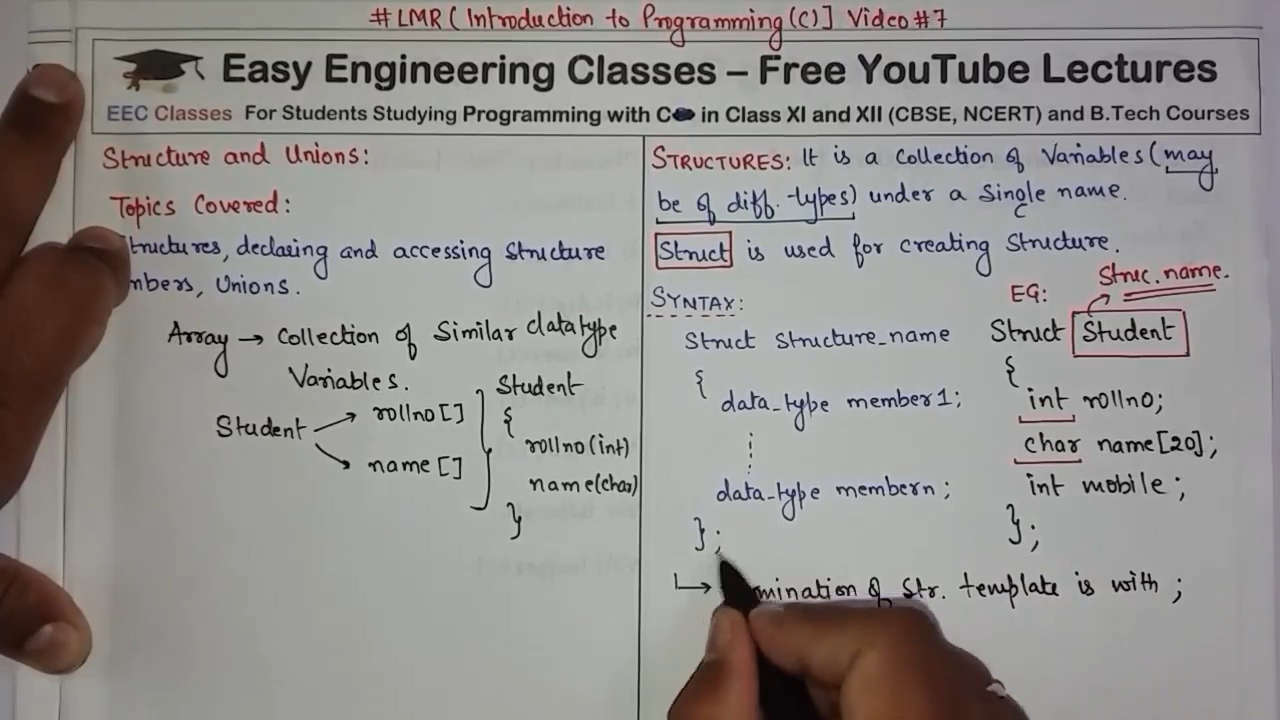 #LMR( Introduction to Programming (C)] Video #7
Easy Engineering Classes – Free YouTube Lectures
EEC Classes For Students Studying Programming with C in Class XI and XII (CBSE, NCERT) and B.Tech Courses
Structure and Unions:
Topics Covered:
Structures, declaring and accessing structure
mbers, Unions.
Array → Collection of Similar datatype
Variables.
Student
rollno []
name []
Student
{
rollno(int)
name(char)
}
STRUCTURES: It is a Collection of Variables (may
be of diff. types) under a Single name.
Struct is used for creating Structure.
SYNTAX:
Struct Structure_name
{
data_type member1;
data_type membern;
};
EG:
Struc. name.
Struct Student
{
int rollno;
char name[20];
int mobile;
};
↳ mination of Str. template is with ;